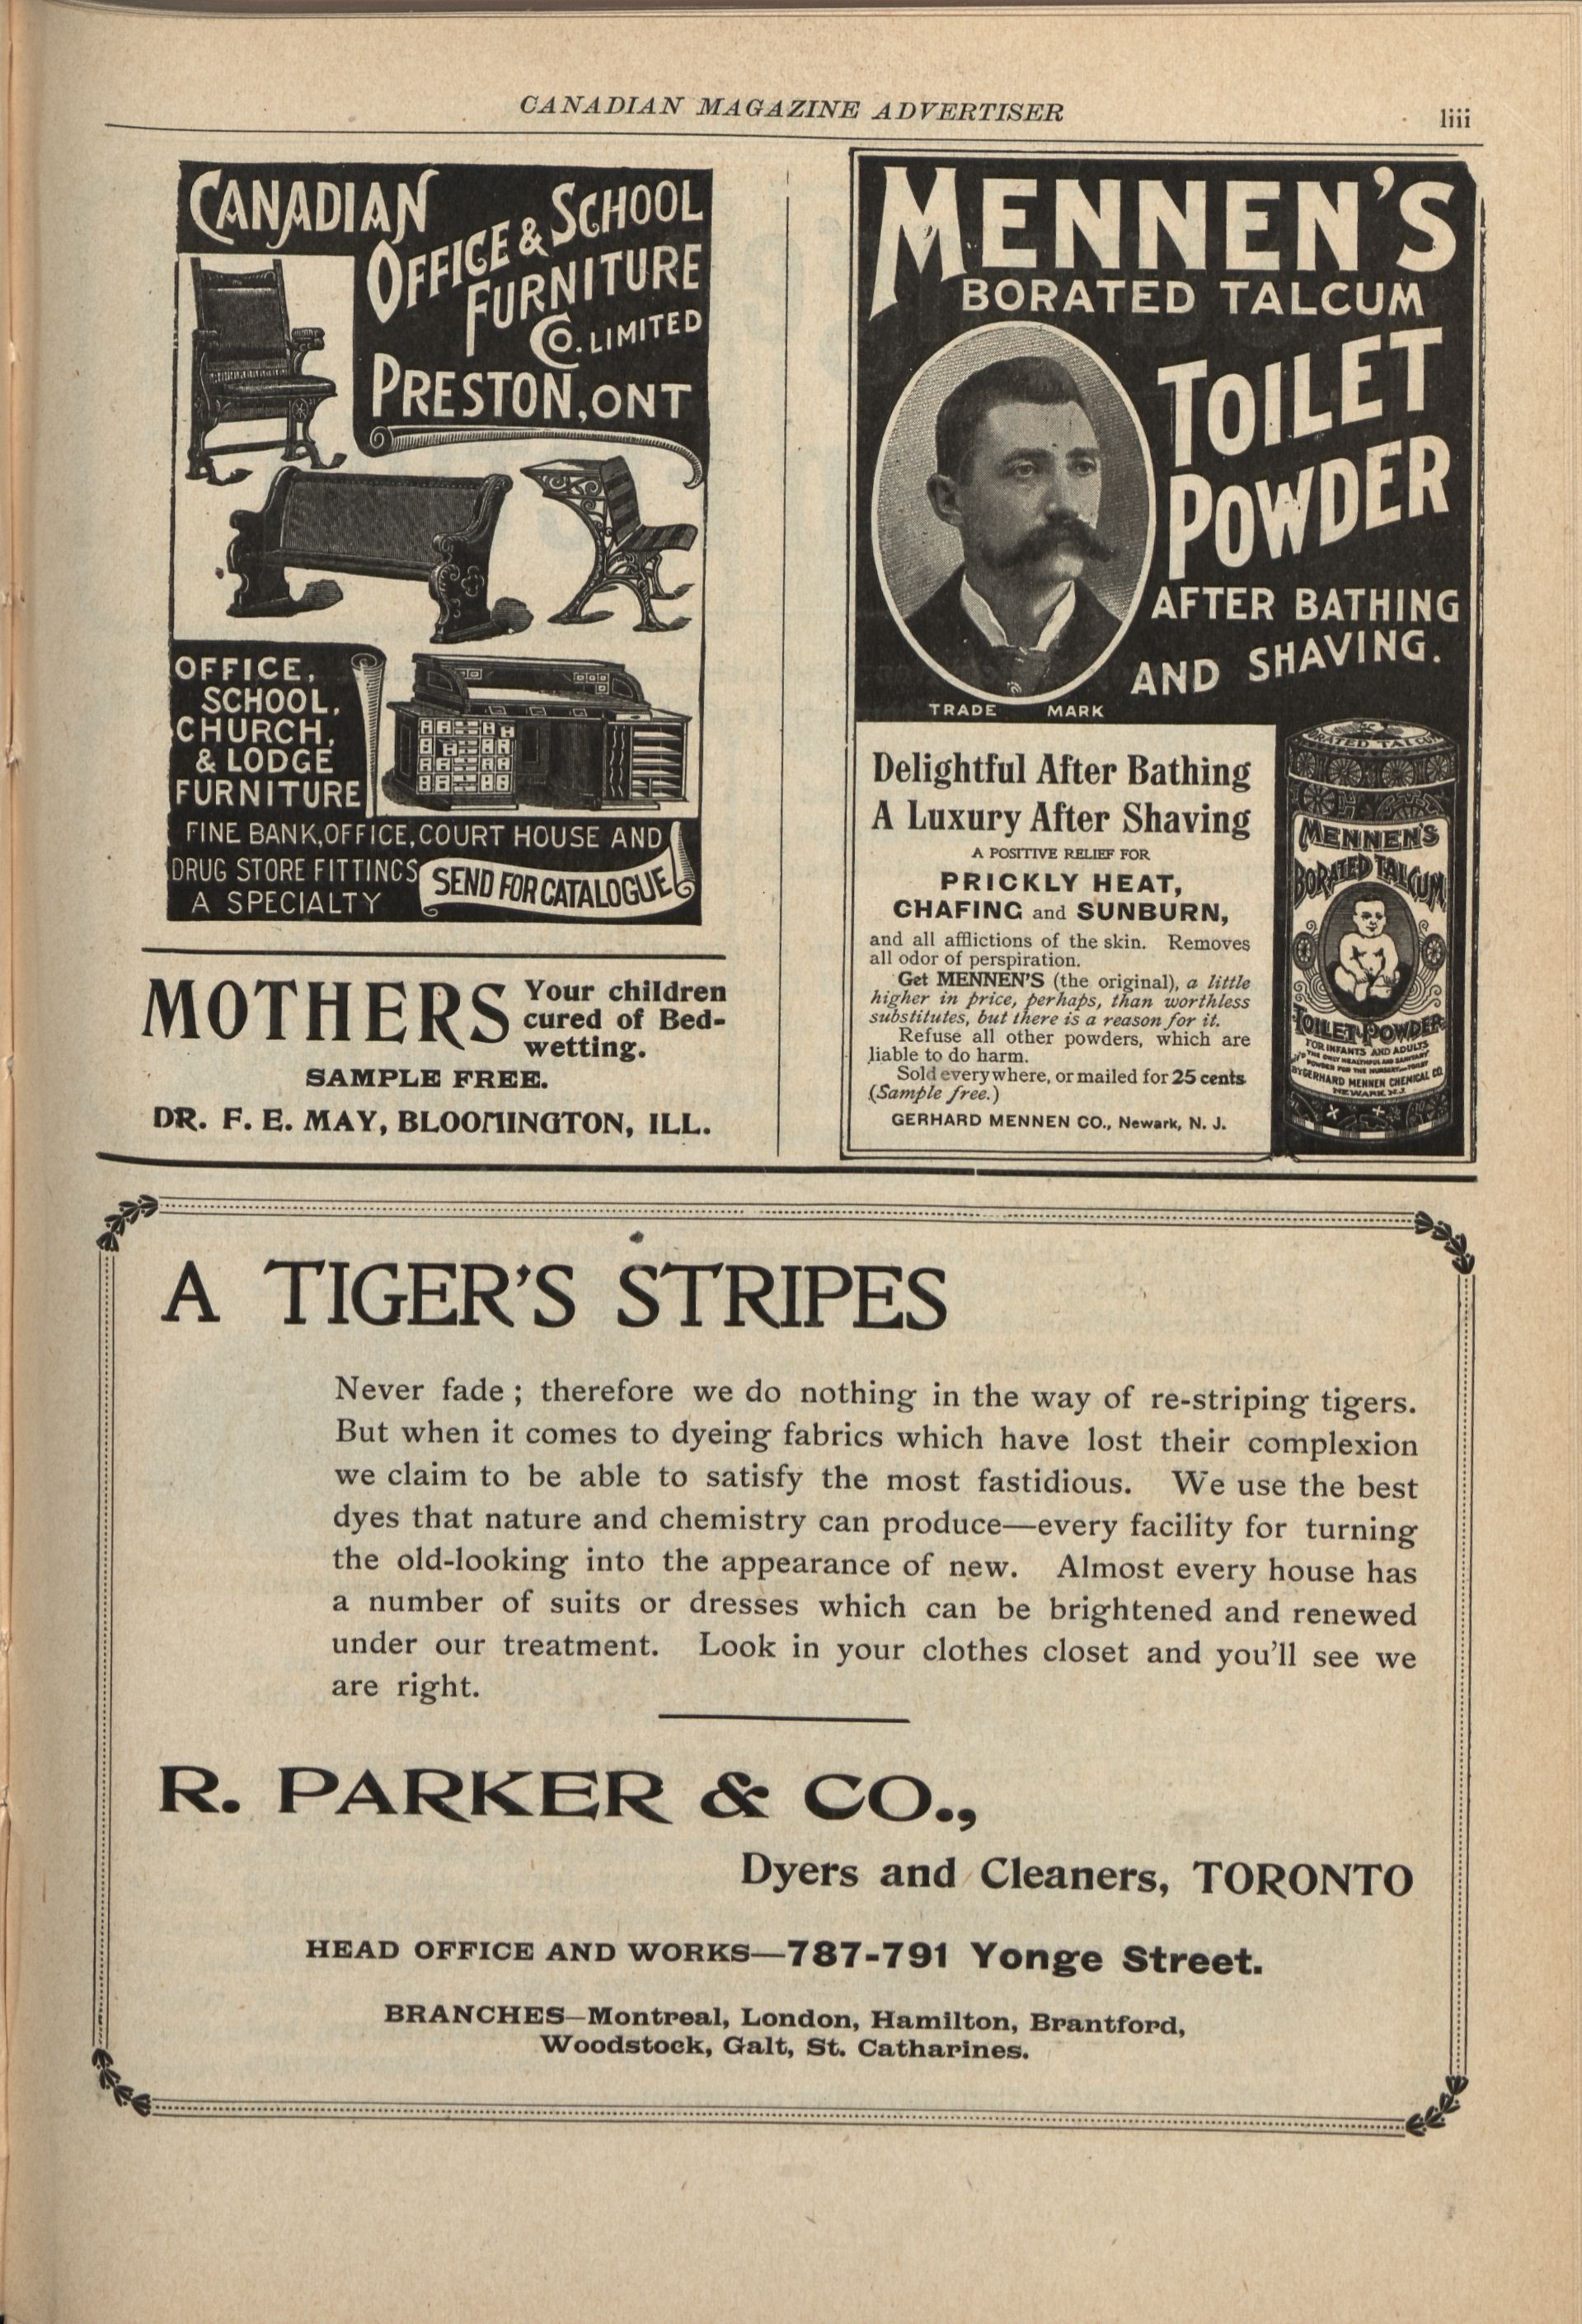 CANADIAN MAGAZINE ADVERTISER
liii
CANADIAN
OFFICE & SCHOOL
FURNITURE
CO. LIMITED
PRESTON, ONT
OFFICE,
SCHOOL,
CHURCH,
& LODGE
FURNITURE
FINE BANK, OFFICE, COURT HOUSE AND
DRUG STORE FITTINGS
A SPECIALTY
SEND FOR CATALOGUE
MOTHERS
Your children
cured of Bed-
wetting.
SAMPLE FREE.
DR. F. E. MAY, BLOOMINGTON, ILL.
MENNEN'S
BORATED TALCUM
TOILET
POWDER
AFTER BATHING
AND SHAVING.
TRADE MARK
Delightful After Bathing
A Luxury After Shaving
A POSITIVE RELIEF FOR
PRICKLY HEAT,
CHAFING and SUNBURN,
and all afflictions of the skin. Removes
all odor of perspiration.
Get MENNEN'S (the original), a little
higher in price, perhaps, than worthless
substitutes, but there is a reason for it.
Refuse all other powders, which are
liable to do harm.
Sold everywhere, or mailed for 25 cents
(Sample free.)
GERHARD MENNEN CO., Newark, N. J.
BORATED TALCUM
MENNEN'S
BORATED TALCUM
TOILET POWDER
FOR INFANTS AND ADULTS
THE ONLY HEALTHFUL AND SANITARY
POWDER FOR THE NURSERY
GERHARD MENNEN CHEMICAL CO.
NEWARK N.J.
A TIGER'S STRIPES
Never fade; therefore we do nothing in the way of re-striping tigers.
But when it comes to dyeing fabrics which have lost their complexion
we claim to be able to satisfy the most fastidious. We use the best
dyes that nature and chemistry can produce—every facility for turning
the old-looking into the appearance of new. Almost every house has
a number of suits or dresses which can be brightened and renewed
under our treatment. Look in your clothes closet and you'll see we
are right.
R. PARKER & CO.,
Dyers and Cleaners, TORONTO
HEAD OFFICE AND WORKS—787-791 Yonge Street.
BRANCHES—Montreal, London, Hamilton, Brantford,
Woodstock, Galt, St. Catharines.